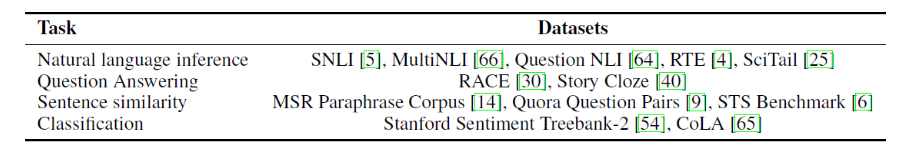 Task Datasets
Natural language inference SNLI [5], MultiNLI [66], Question NLI [64], RTE [4], SciTail [25]
Question Answering RACE [30], Story Cloze [40]
Sentence similarity MSR Paraphrase Corpus [14], Quora Question Pairs [9], STS Benchmark [6]
Classification Stanford Sentiment Treebank-2 [54], CoLA [65]